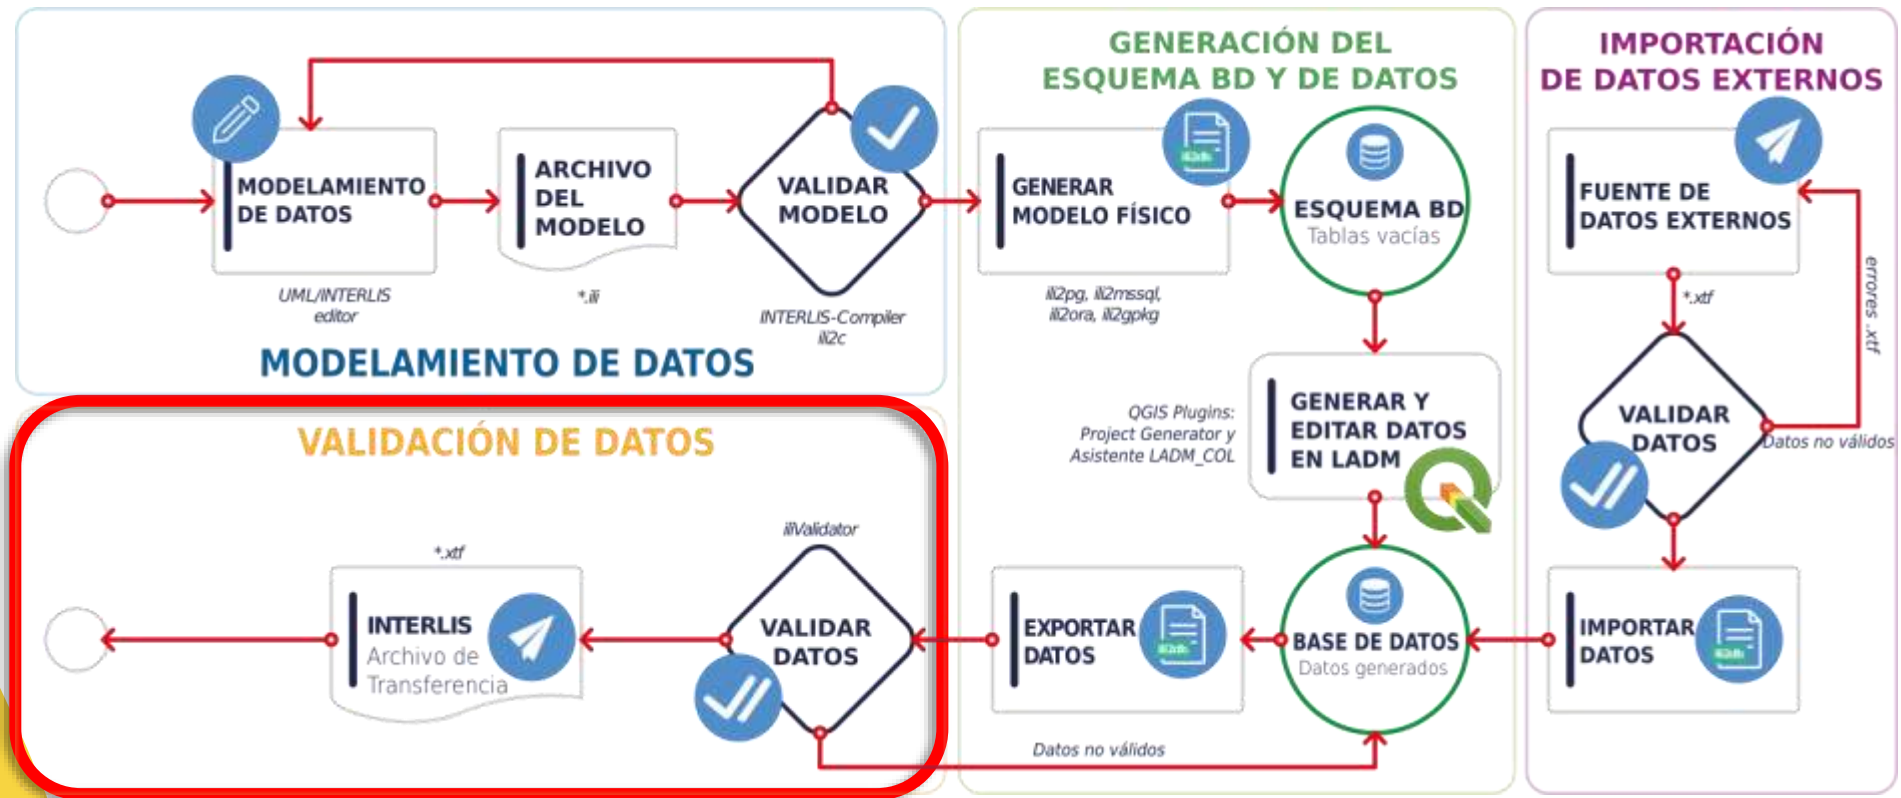 MODELAMIENTO
DE DATOS
UML/INTERLIS
editor
ARCHIVO
DEL
MODELO
*.ili
VALIDAR
MODELO
INTERLIS-Compiler
ili2c
MODELAMIENTO DE DATOS
GENERACIÓN DEL
ESQUEMA BD Y DE DATOS
GENERAR
MODELO FÍSICO
ili2pg, ili2mssql,
ili2ora, ili2gpkg
ESQUEMA BD
Tablas vacías
QGIS Plugins:
Project Generator y
Asistente LADM_COL
GENERAR Y
EDITAR DATOS
EN LADM
BASE DE DATOS
Datos generados
EXPORTAR
DATOS
Datos no válidos
IMPORTACIÓN
DE DATOS EXTERNOS
FUENTE DE
DATOS EXTERNOS
*.xtf
errores .xtf
VALIDAR
DATOS
Datos no válidos
IMPORTAR
DATOS
VALIDACIÓN DE DATOS
iliValidator
VALIDAR
DATOS
*.xtf
INTERLIS
Archivo de
Transferencia